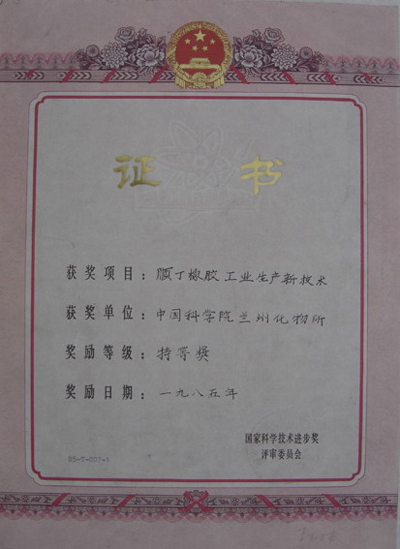 证书
获奖项目：顺丁橡胶工业生产新技术
获奖单位：中国科学院兰州化物所
奖励等级：特等奖
奖励日期：一九八五年
国家科学技术进步奖
评审委员会